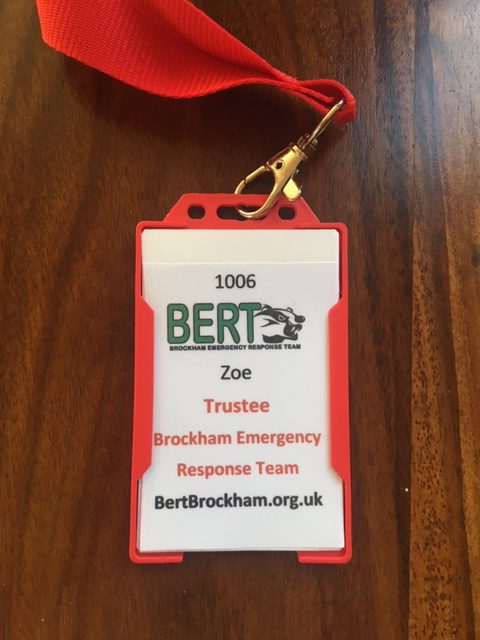 1006
BERT
BROCKHAM EMERGENCY RESPONSE TEAM
Zoe
Trustee
Brockham Emergency
Response Team
BertBrockham.org.uk